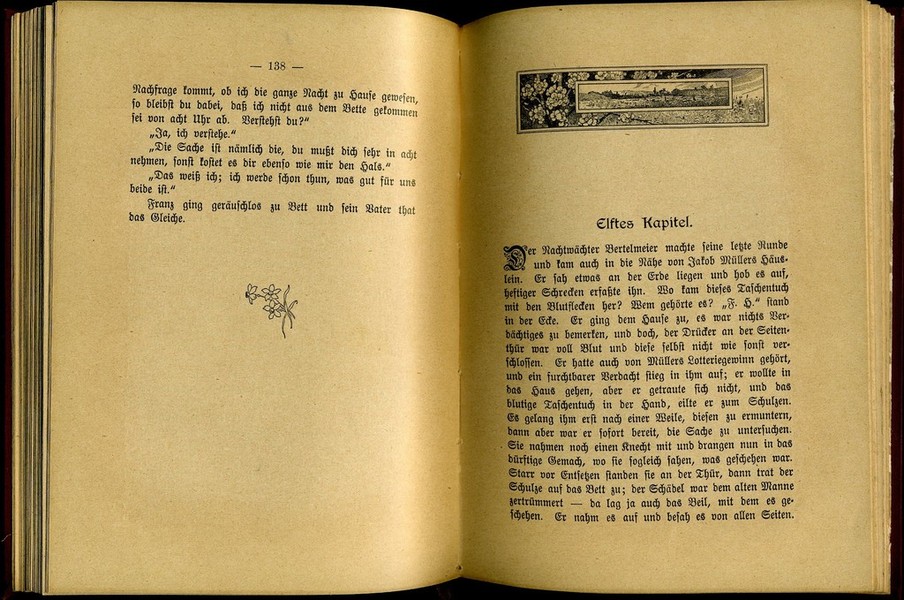 — 138 —
Nachfrage kommt, ob ich die ganze Nacht zu Hause gewesen,
so bleibst du dabei, daß ich nicht aus dem Bette gekommen
sei von acht Uhr ab. Verstehst du?“
„Ja, ich verstehe.“
„Die Sache ist nämlich die, du mußt dich sehr in acht
nehmen, sonst kostet es dir ebenso wie mir den Hals.“
„Das weiß ich; ich werde schon thun, was gut für uns
beide ist.“
Franz ging geräuschlos zu Bett und sein Vater that
das Gleiche.
Elftes Kapitel.
Der Nachtwächter Bertelmeier machte seine letzte Runde
und kam auch in die Nähe von Jakob Müllers Häus-
lein. Er sah etwas an der Erde liegen und hob es auf,
heftiger Schrecken erfaßte ihn. Wo kam dieses Taschentuch
mit den Blutflecken her? Wem gehörte es? „F. H.“ stand
in der Ecke. Er ging dem Hause zu, es war nichts Ver-
dächtiges zu bemerken, und doch, der Drücker an der Seiten-
thür war voll Blut und diese selbst nicht wie sonst ver-
schlossen. Er hatte auch von Müllers Lotteriegewinn gehört,
und ein furchtbarer Verdacht stieg in ihm auf; er wollte in
das Haus gehen, aber er getraute sich nicht, und das
blutige Taschentuch in der Hand, eilte er zum Schulzen.
Es gelang ihm erst nach einer Weile, diesen zu ermuntern,
dann aber war er sofort bereit, die Sache zu untersuchen.
Sie nahmen noch einen Knecht mit und drangen nun in das
dürftige Gemach, wo sie sogleich sahen, was geschehen war.
Starr vor Entsetzen standen sie an der Thür, dann trat der
Schulze auf das Bett zu; der Schädel war dem alten Manne
zertrümmert — da lag ja auch das Beil, mit dem es ge-
schehen. Er nahm es auf und besah es von allen Seiten.